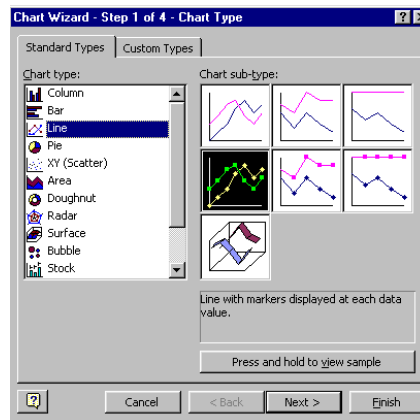 Chart Wizard - Step 1 of 4 - Chart Type
Standard Types
Custom Types
Chart type:
Chart sub-type:
Column
Bar
Line
Pie
XY (Scatter)
Area
Doughnut
Radar
Surface
Bubble
Stock
Line with markers displayed at each data
value.
Press and hold to view sample
Cancel
< Back
Next >
Finish